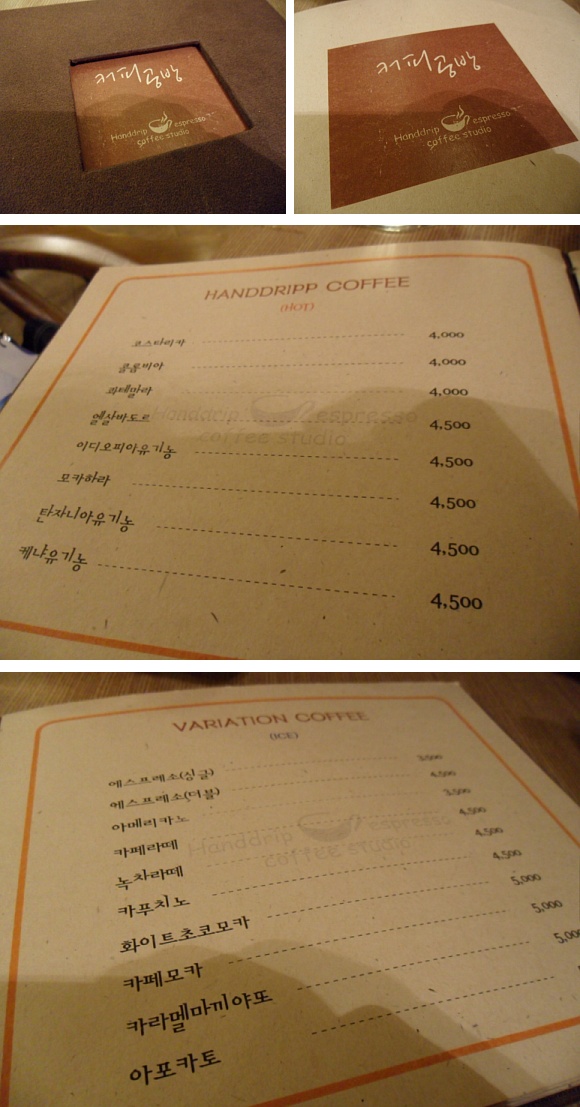 커피공방
Handdrip espresso
coffee studio
커피공방
Handdrip espresso
coffee studio
HANDDRIPP COFFEE
(HOT)
코스타리카 4,000
콜롬비아 4,000
과테말라 4,000
엘살바도르 4,500
이디오피아유기농 4,500
모카하라 4,500
탄자니아유기농 4,500
케냐유기농 4,500
Handdrip espresso
coffee studio
VARIATION COFFEE
(ICE)
에스프레소(싱글) 3,500
에스프레소(더블) 4,500
아메리카노 3,500
카페라떼 4,500
녹차라떼 4,500
카푸치노 4,500
화이트초코모카 5,000
카페모카 5,000
카라멜마끼야또 5,000
아포카토
Handdrip espresso
coffee studio